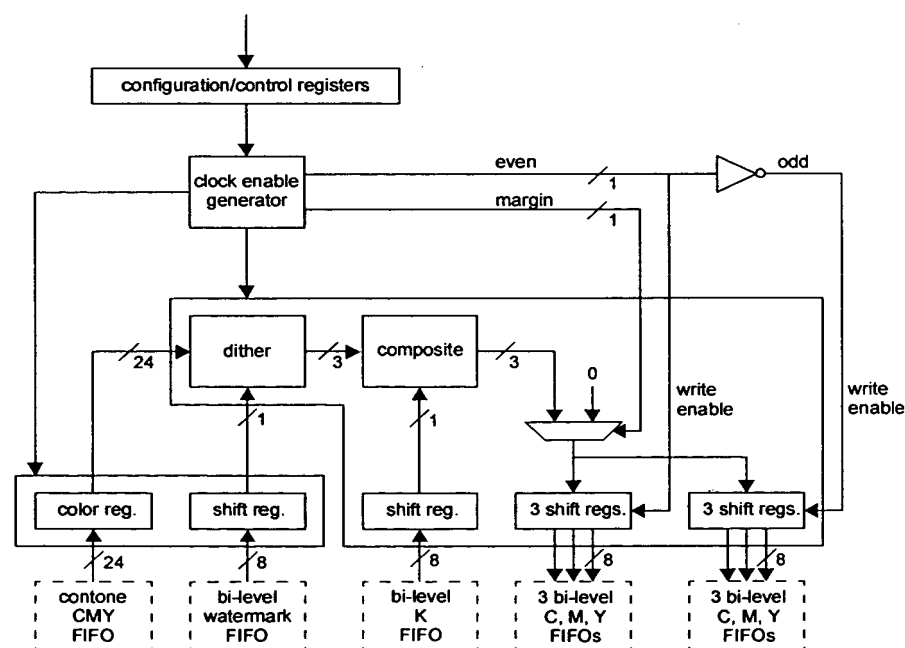 configuration/control registers
clock enable
generator
even
1
odd
margin
1
dither
composite
24
3
3
0
1
1
write
enable
write
enable
color reg.
shift reg.
shift reg.
3 shift regs.
3 shift regs.
24
8
8
8
8
contone
CMY
FIFO
bi-level
watermark
FIFO
bi-level
K
FIFO
3 bi-level
C, M, Y
FIFOs
3 bi-level
C, M, Y
FIFOs